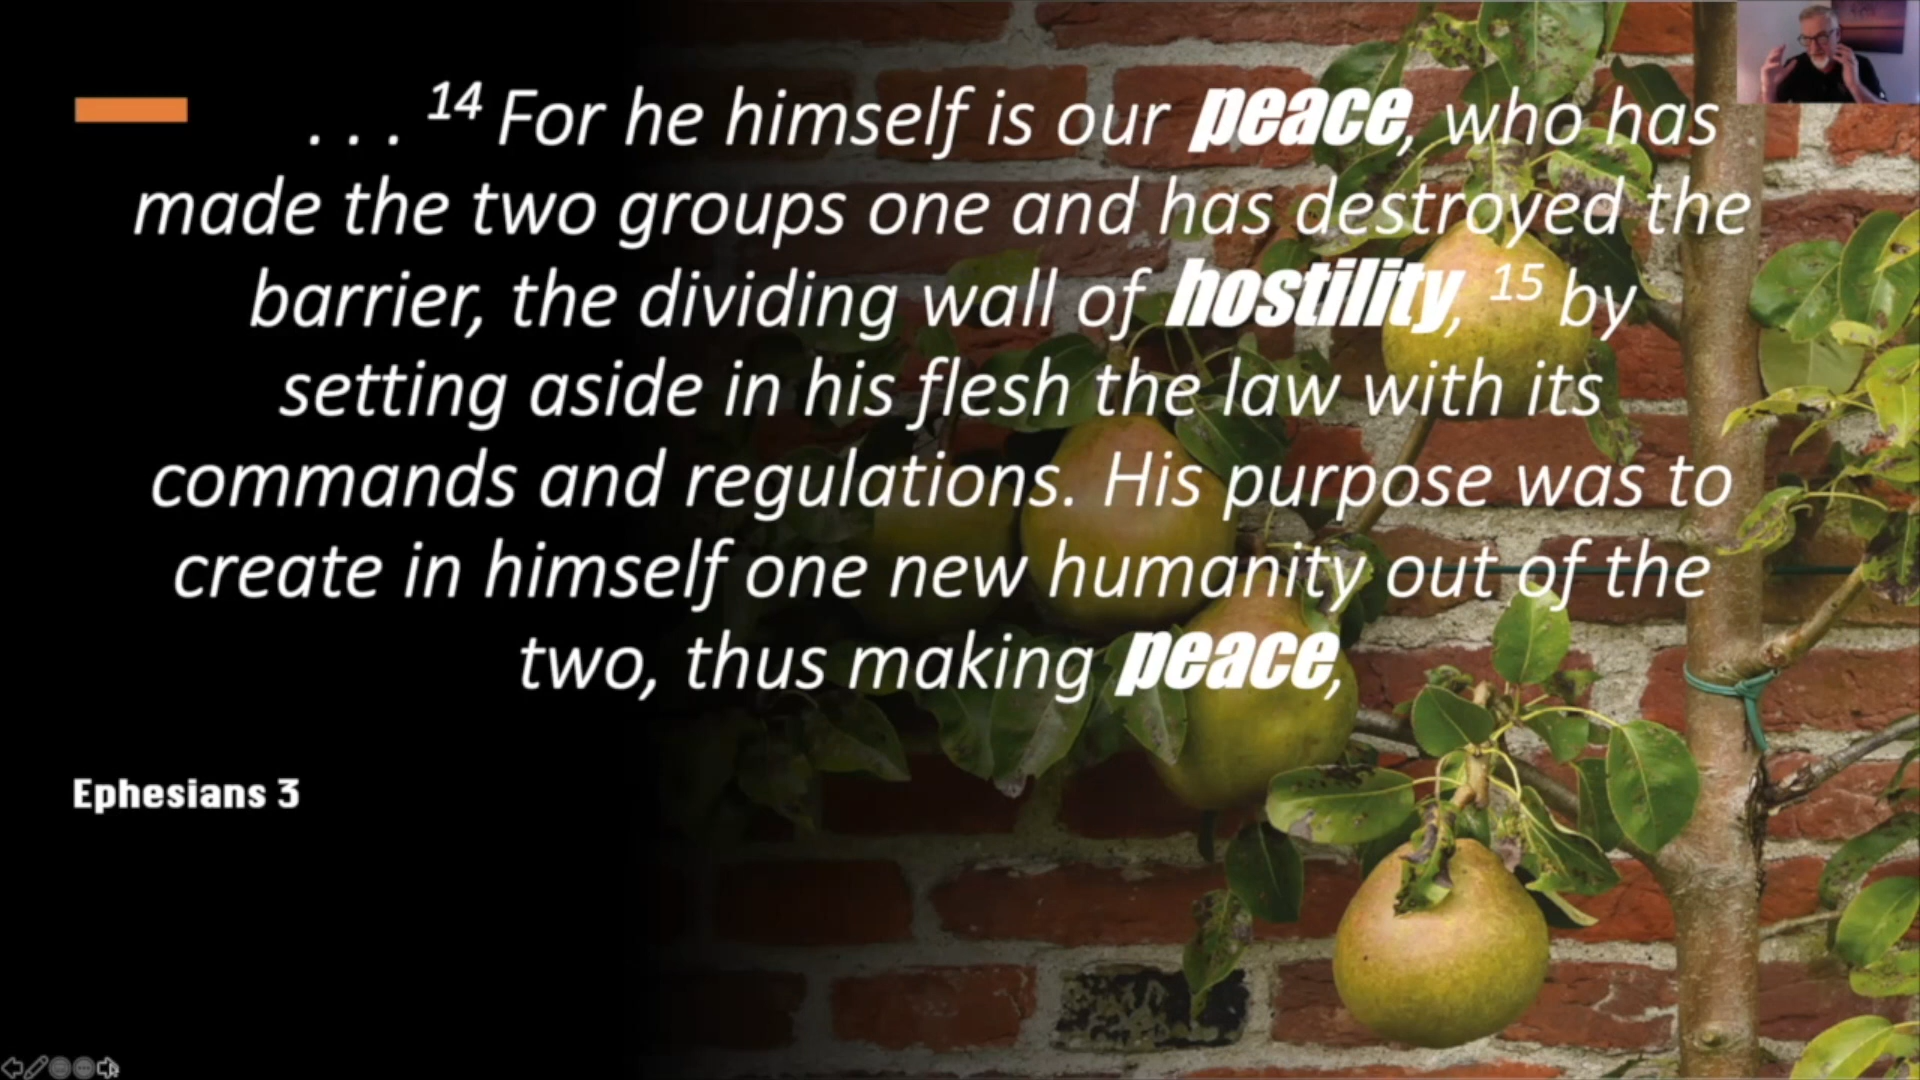 . . . 14 For he himself is our peace, who has
made the two groups one and has destroyed the
barrier, the dividing wall of hostility, 15 by
setting aside in his flesh the law with its
commands and regulations. His purpose was to
create in himself one new humanity out of the
two, thus making peace,
Ephesians 3